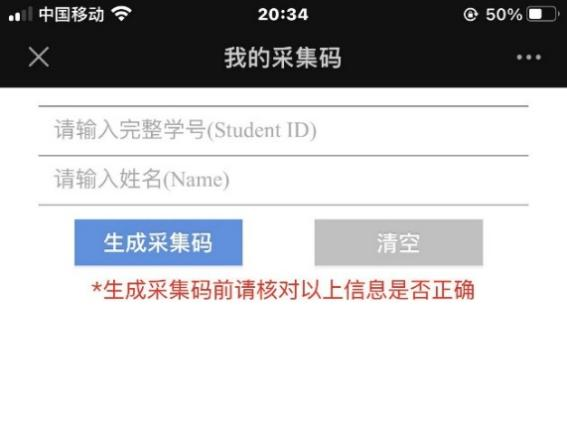 中国移动 20:34 50%
我的采集码
请输入完整学号(Student ID)
请输入姓名(Name)
生成采集码 清空
*生成采集码前请核对以上信息是否正确